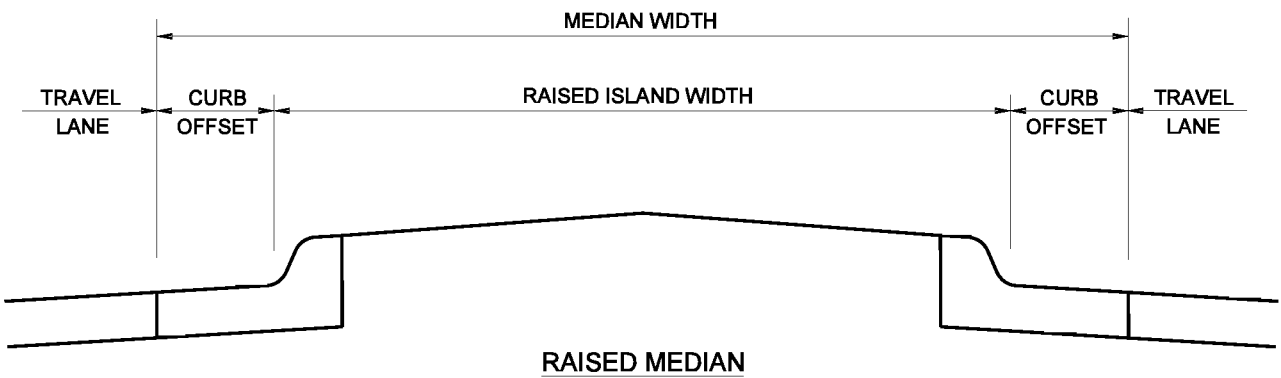 MEDIAN WIDTH
TRAVEL LANE
CURB OFFSET
RAISED ISLAND WIDTH
CURB OFFSET
TRAVEL LANE
RAISED MEDIAN